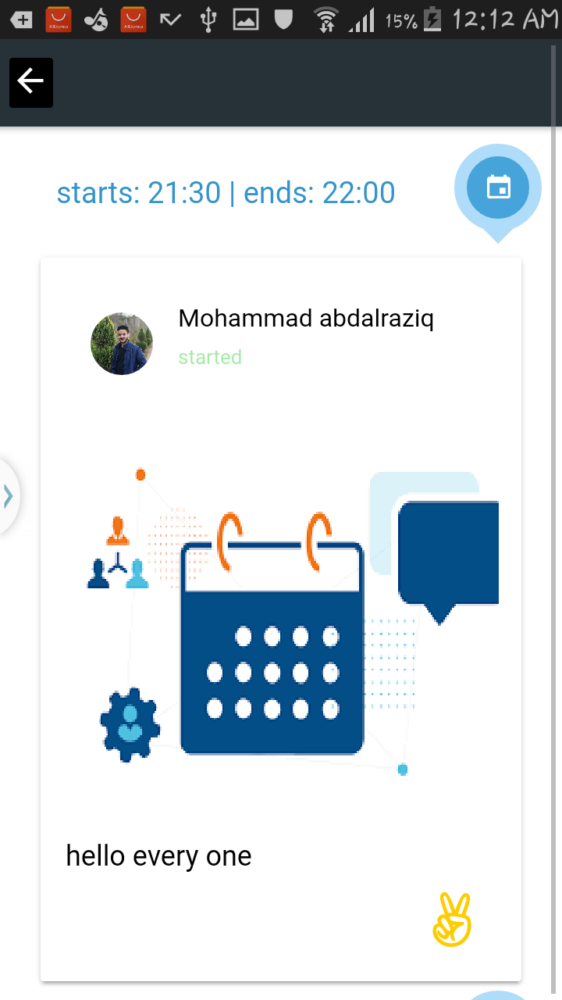 15% 12:12 AM
starts: 21:30 | ends: 22:00
Mohammad abdalraziq
started
hello every one